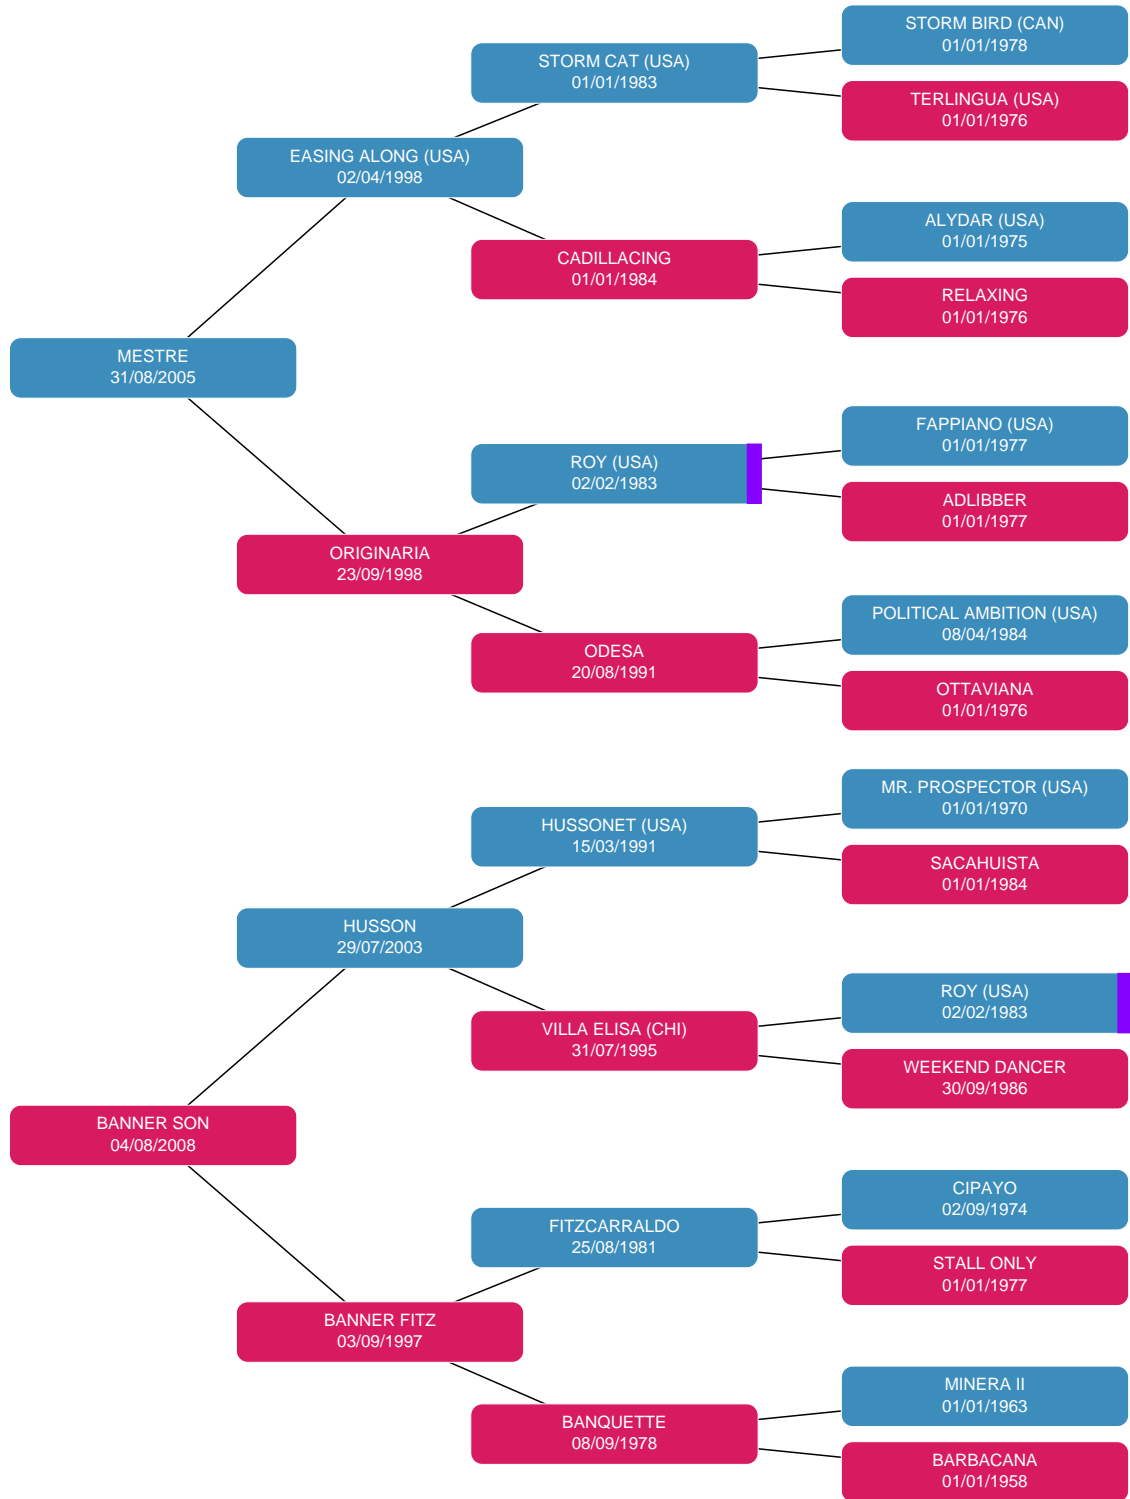 STORM BIRD (CAN)
01/01/1978
STORM CAT (USA)
01/01/1983
TERLINGUA (USA)
01/01/1976
EASING ALONG (USA)
02/04/1998
ALYDAR (USA)
01/01/1975
CADILLACING
01/01/1984
RELAXING
01/01/1976
MESTRE
31/08/2005
FAPPIANO (USA)
01/01/1977
ROY (USA)
02/02/1983
ADLIBBER
01/01/1977
ORIGINARIA
23/09/1998
POLITICAL AMBITION (USA)
08/04/1984
ODESA
20/08/1991
OTTAVIANA
01/01/1976
MR. PROSPECTOR (USA)
01/01/1970
HUSSONET (USA)
15/03/1991
SACAHUISTA
01/01/1984
HUSSON
29/07/2003
ROY (USA)
02/02/1983
VILLA ELISA (CHI)
31/07/1995
WEEKEND DANCER
30/09/1986
BANNER SON
04/08/2008
CIPAYO
02/09/1974
FITZCARRALDO
25/08/1981
STALL ONLY
01/01/1977
BANNER FITZ
03/09/1997
MINERA II
01/01/1963
BANQUETTE
08/09/1978
BARBACANA
01/01/1958